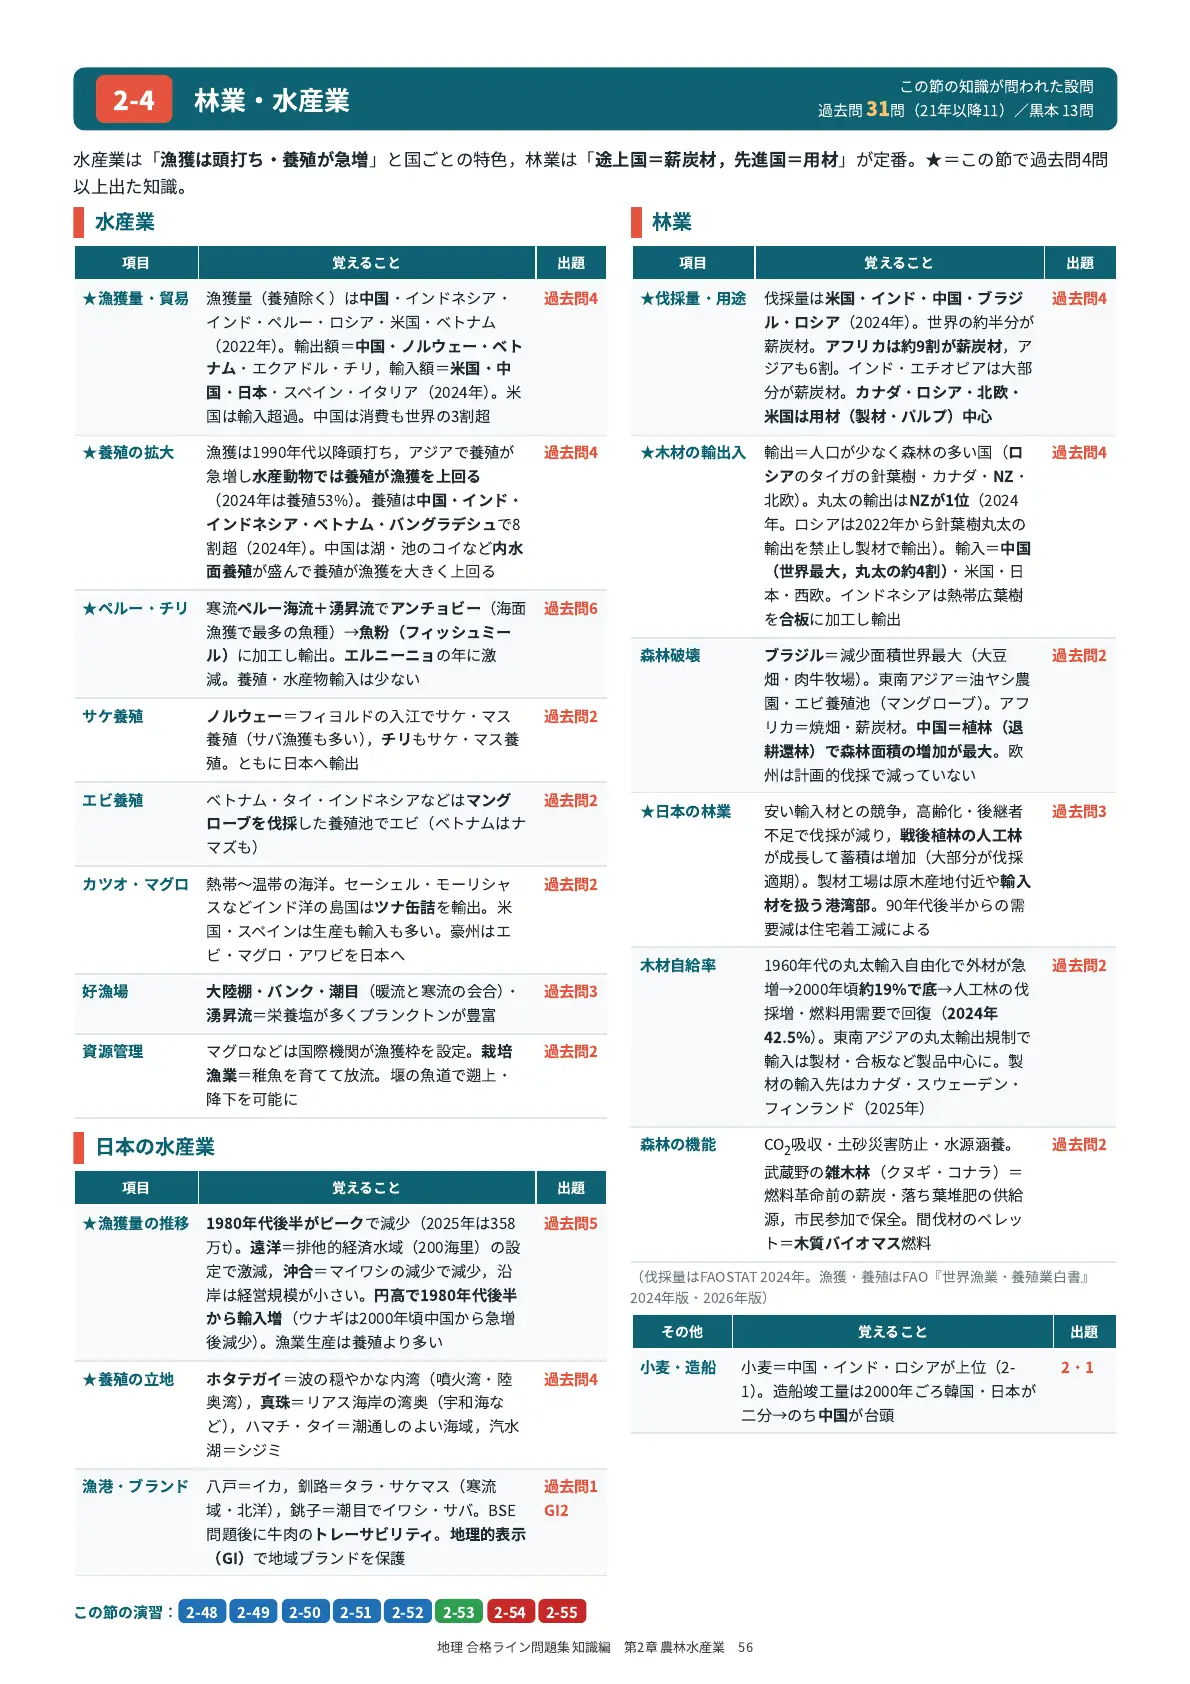 2-4 林業・水産業
この節の知識が問われた設問
過去問 31問（21年以降11）／黒本 13問
水産業は「漁獲は頭打ち・養殖が急増」と国ごとの特色，林業は「途上国＝薪炭材，先進国＝用材」が定番。★＝この節で過去問4問
以上出た知識。
水産業
項目 覚えること 出題
★漁獲量・貿易 漁獲量（養殖除く）は中国・インドネシア・ 過去問4
インド・ペルー・ロシア・米国・ベトナム
（2022年）。輸出額＝中国・ノルウェー・ベト
ナム・エクアドル・チリ，輸入額＝米国・中
国・日本・スペイン・イタリア（2024年）。米
国は輸入超過。中国は消費も世界の3割超
★養殖の拡大 漁獲は1990年代以降頭打ち，アジアで養殖が 過去問4
急増し水産動物では養殖が漁獲を上回る
（2024年は養殖53%）。養殖は中国・インド・
インドネシア・ベトナム・バングラデシュで8
割超（2024年）。中国は湖・池のコイなど内水
面養殖が盛んで養殖が漁獲を大きく上回る
★ペルー・チリ 寒流ペルー海流＋湧昇流でアンチョビー（海面 過去問6
漁獲で最多の魚種）→魚粉（フィッシュミー
ル）に加工し輸出。エルニーニョの年に激
減。養殖・水産物輸入は少ない
サケ養殖 ノルウェー＝フィヨルドの入江でサケ・マス 過去問2
養殖（サバ漁獲も多い），チリもサケ・マス養
殖。ともに日本へ輸出
エビ養殖 ベトナム・タイ・インドネシアなどはマング 過去問2
ローブを伐採した養殖池でエビ（ベトナムはナ
マズも）
カツオ・マグロ 熱帯～温帯の海洋。セーシェル・モーリシャ 過去問2
スなどインド洋の島国はツナ缶詰を輸出。米
国・スペインは生産も輸入も多い。豪州はエ
ビ・マグロ・アワビを日本へ
好漁場 大陸棚・バンク・潮目（暖流と寒流の会合）・ 過去問3
湧昇流＝栄養塩が多くプランクトンが豊富
資源管理 マグロなどは国際機関が漁獲枠を設定。栽培 過去問2
漁業＝稚魚を育てて放流。堰の魚道で遡上・
降下を可能に
日本の水産業
項目 覚えること 出題
★漁獲量の推移 1980年代後半がピークで減少（2025年は358 過去問5
万t）。遠洋＝排他的経済水域（200海里）の設
定で激減，沖合＝マイワシの減少で減少，沿
岸は経営規模が小さい。円高で1980年代後半
から輸入増（ウナギは2000年頃中国から急増
後減少）。漁業生産は養殖より多い
★養殖の立地 ホタテガイ＝波の穏やかな内湾（噴火湾・陸 過去問4
奥湾），真珠＝リアス海岸の湾奥（宇和海な
ど），ハマチ・タイ＝潮通しのよい海域，汽水
湖＝シジミ
漁港・ブランド 八戸＝イカ，釧路＝タラ・サケマス（寒流 過去問1
域・北洋），銚子＝潮目でイワシ・サバ。BSE GI2
問題後に牛肉のトレーサビリティ。地理的表示
（GI）で地域ブランドを保護
林業
項目 覚えること 出題
★伐採量・用途 伐採量は米国・インド・中国・ブラジ 過去問4
ル・ロシア（2024年）。世界の約半分が
薪炭材。アフリカは約9割が薪炭材，ア
ジアも6割。インド・エチオピアは大部
分が薪炭材。カナダ・ロシア・北欧・
米国は用材（製材・パルプ）中心
★木材の輸出入 輸出＝人口が少なく森林の多い国（ロ 過去問4
シアのタイガの針葉樹・カナダ・NZ・
北欧）。丸太の輸出はNZが1位（2024
年。ロシアは2022年から針葉樹丸太の
輸出を禁止し製材で輸出）。輸入＝中国
（世界最大，丸太の約4割）・米国・日
本・西欧。インドネシアは熱帯広葉樹
を合板に加工し輸出
森林破壊 ブラジル＝減少面積世界最大（大豆 過去問2
畑・肉牛牧場）。東南アジア＝油ヤシ農
園・エビ養殖池（マングローブ）。アフ
リカ＝焼畑・薪炭材。中国＝植林（退
耕還林）で森林面積の増加が最大。欧
州は計画的伐採で減っていない
★日本の林業 安い輸入材との競争，高齢化・後継者 過去問3
不足で伐採が減り，戦後植林の人工林
が成長して蓄積は増加（大部分が伐採
適期）。製材工場は原木産地付近や輸入
材を扱う港湾部。90年代後半からの需
要減は住宅着工減による
木材自給率 1960年代の丸太輸入自由化で外材が急 過去問2
増→2000年頃約19%で底→人工林の伐
採増・燃料用需要で回復（2024年
42.5%）。東南アジアの丸太輸出規制で
輸入は製材・合板など製品中心に。製
材の輸入先はカナダ・スウェーデン・
フィンランド（2025年）
森林の機能 CO2吸収・土砂災害防止・水源涵養。 過去問2
武蔵野の雑木林（クヌギ・コナラ）＝
燃料革命前の薪炭・落ち葉堆肥の供給
源，市民参加で保全。間伐材のペレッ
ト＝木質バイオマス燃料
（伐採量はFAOSTAT 2024年。漁獲・養殖はFAO『世界漁業・養殖業白書』
2024年版・2026年版）
その他 覚えること 出題
小麦・造船 小麦＝中国・インド・ロシアが上位（2- 2・1
1）。造船竣工量は2000年ごろ韓国・日本が
二分→のち中国が台頭
この節の演習： 2-48 2-49 2-50 2-51 2-52 2-53 2-54 2-55
地理 合格ライン問題集 知識編 第2章 農林水産業 56